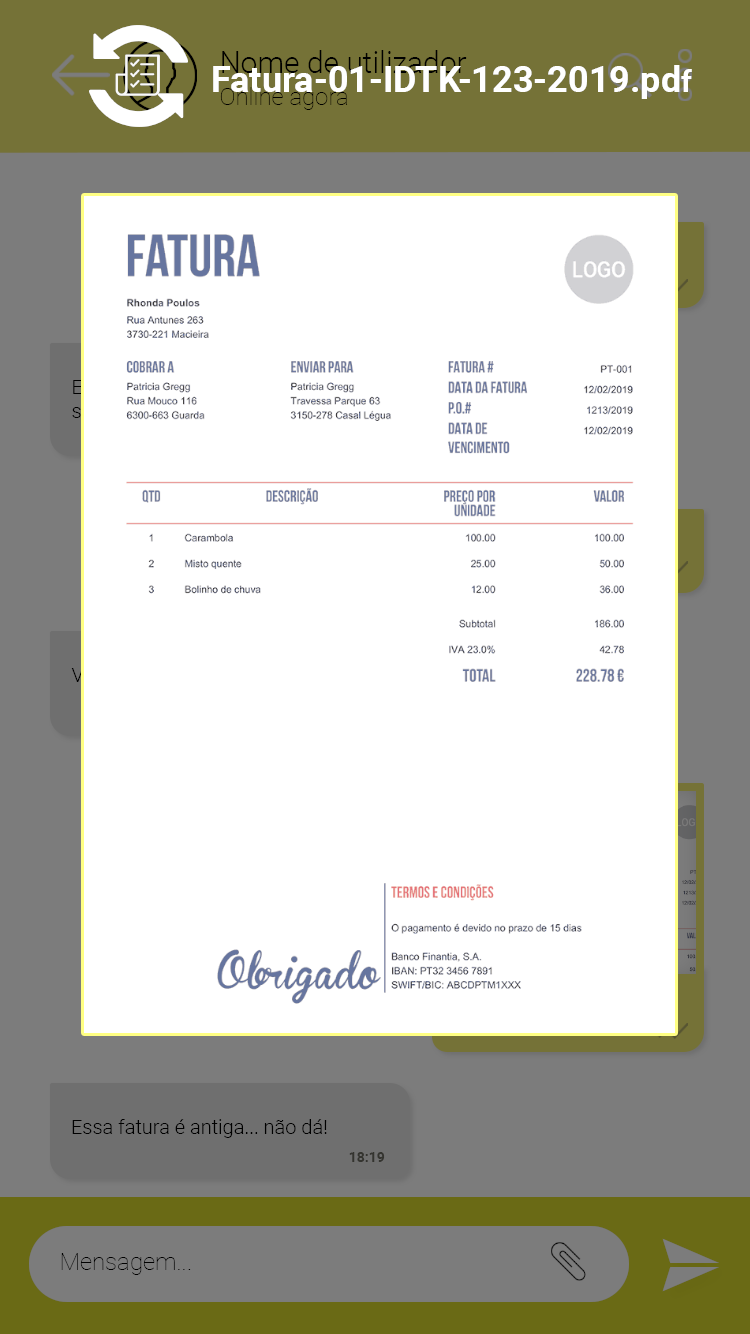 Nome de utilizador
Online agora
Fatura-01-IDTK-123-2019.pdf
FATURA
LOGO
Rhonda Poulos
Rua Antunes 263
3730-221 Macieira
COBRAR A
Patricia Gregg
Rua Mouco 116
6300-663 Guarda
ENVIAR PARA
Patricia Gregg
Travessa Parque 63
3150-278 Casal Légua
FATURA # PT-001
DATA DA FATURA 12/02/2019
P.O.# 1213/2019
DATA DE 12/02/2019
VENCIMENTO
QTD DESCRIÇÃO PREÇO POR VALOR
UNIDADE
1 Carambola 100.00 100.00
2 Misto quente 25.00 50.00
3 Bolinho de chuva 12.00 36.00
Subtotal 186.00
IVA 23.0% 42.78
TOTAL 228.78 €
TERMOS E CONDIÇÕES
O pagamento é devido no prazo de 15 dias
Banco Finantia, S.A.
IBAN: PT32 3456 7891
SWIFT/BIC: ABCDPTM1XXX
Obrigado
Essa fatura é antiga... não dá!
18:19
Mensagem...